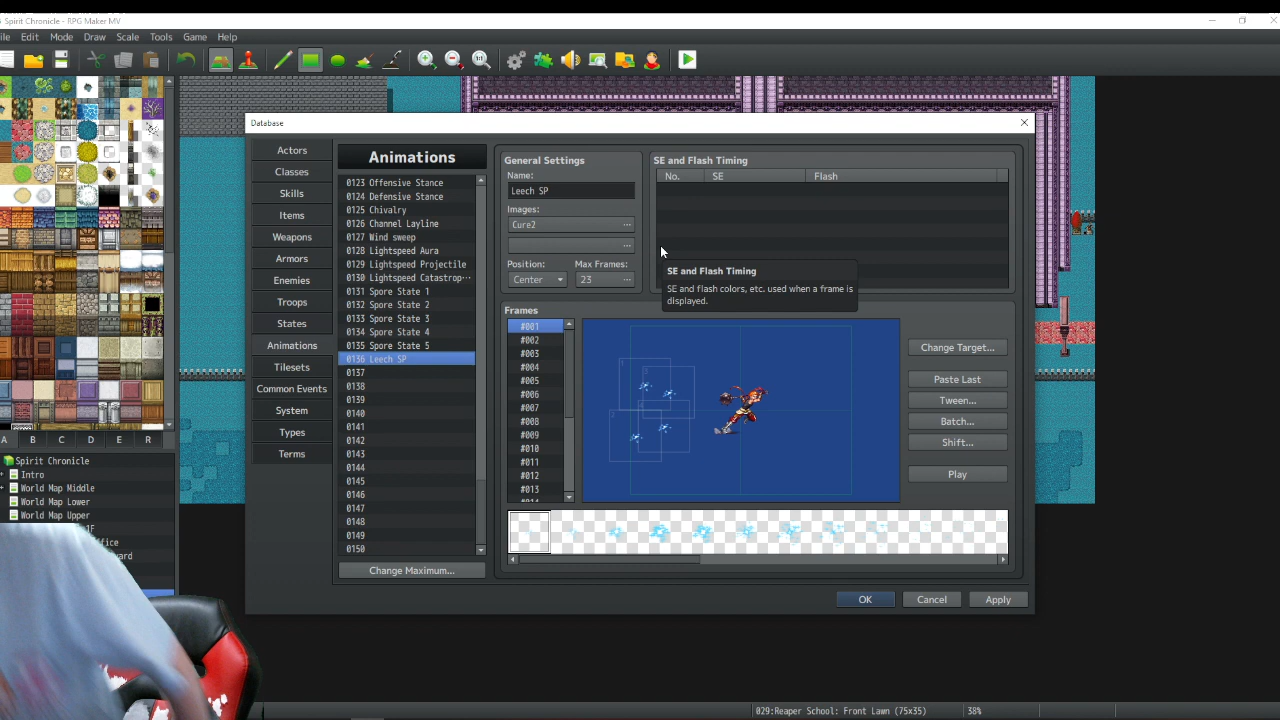 Spirit Chronicle - RPG Maker MV
Edit Mode Draw Scale Tools Game Help
Database
Actors
Classes
Skills
Items
Weapons
Armors
Enemies
Troops
States
Animations
Tilesets
Common Events
System
Types
Terms
Animations
0123 Offensive Stance
0124 Defensive Stance
0125 Chivalry
0126 Channel Layline
0127 Wind sweep
0128 Lightspeed Aura
0129 Lightspeed Projectile
0130 Lightspeed Catastrop···
0131 Spore State 1
0132 Spore State 2
0133 Spore State 3
0134 Spore State 4
0135 Spore State 5
0136 Leech SP
0137
0138
0139
0140
0141
0142
0143
0144
0145
0146
0147
0148
0149
0150
Change Maximum...
General Settings
Name:
Leech SP
Images:
Cure2 ...
...
Position: Max Frames:
Center 23 ...
SE and Flash Timing
No. SE Flash
SE and Flash Timing
SE and flash colors, etc. used when a frame is
displayed.
Frames
#001
#002
#003
#004
#005
#006
#007
#008
#009
#010
#011
#012
#013
#014
Change Target...
Paste Last
Tween...
Batch...
Shift...
Play
OK Cancel Apply
A B C D E R
Spirit Chronicle
Intro
World Map Middle
World Map Lower
World Map Upper
029:Reaper School: Front Lawn (75x35) 38%